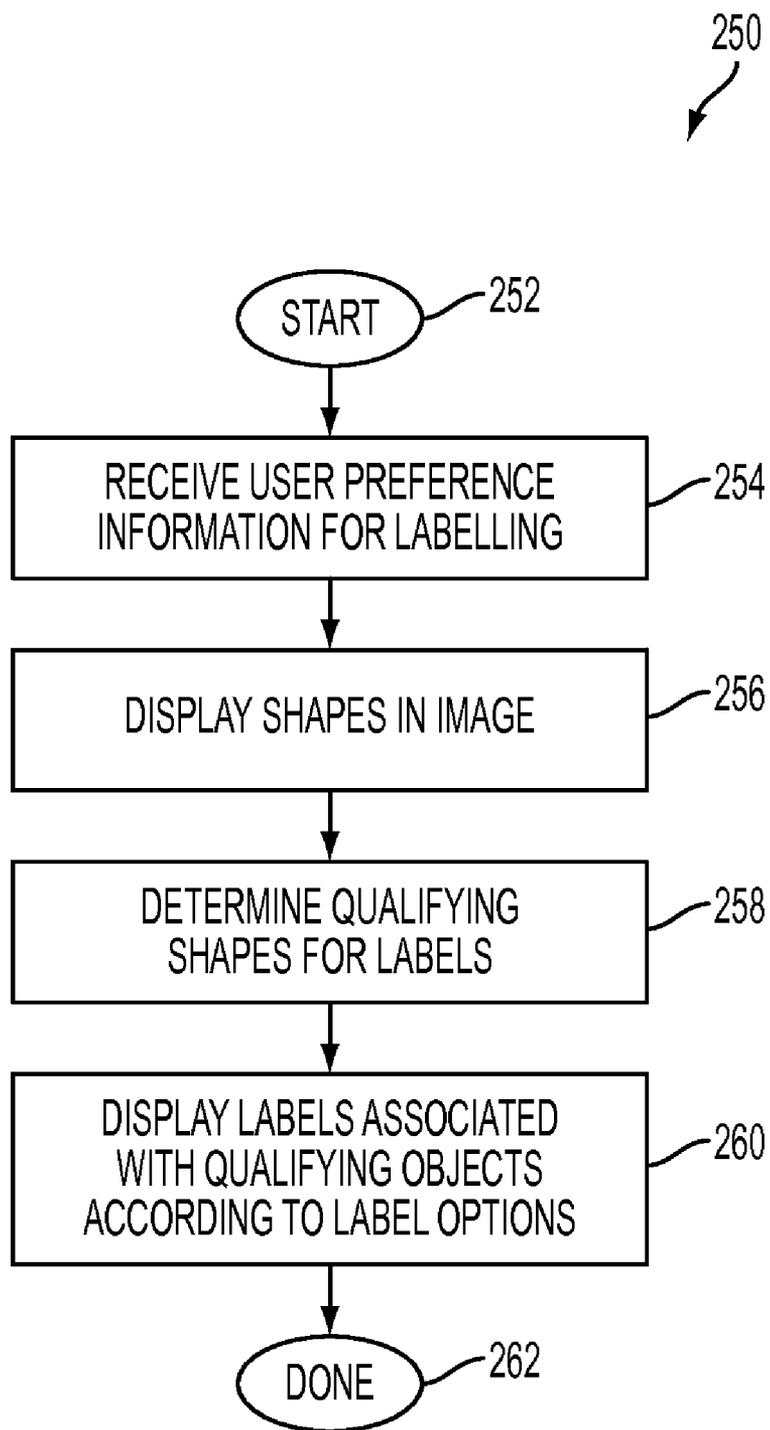 250
START
252
RECEIVE USER PREFERENCE
INFORMATION FOR LABELLING
254
DISPLAY SHAPES IN IMAGE
256
DETERMINE QUALIFYING
SHAPES FOR LABELS
258
DISPLAY LABELS ASSOCIATED
WITH QUALIFYING OBJECTS
ACCORDING TO LABEL OPTIONS
260
DONE
262